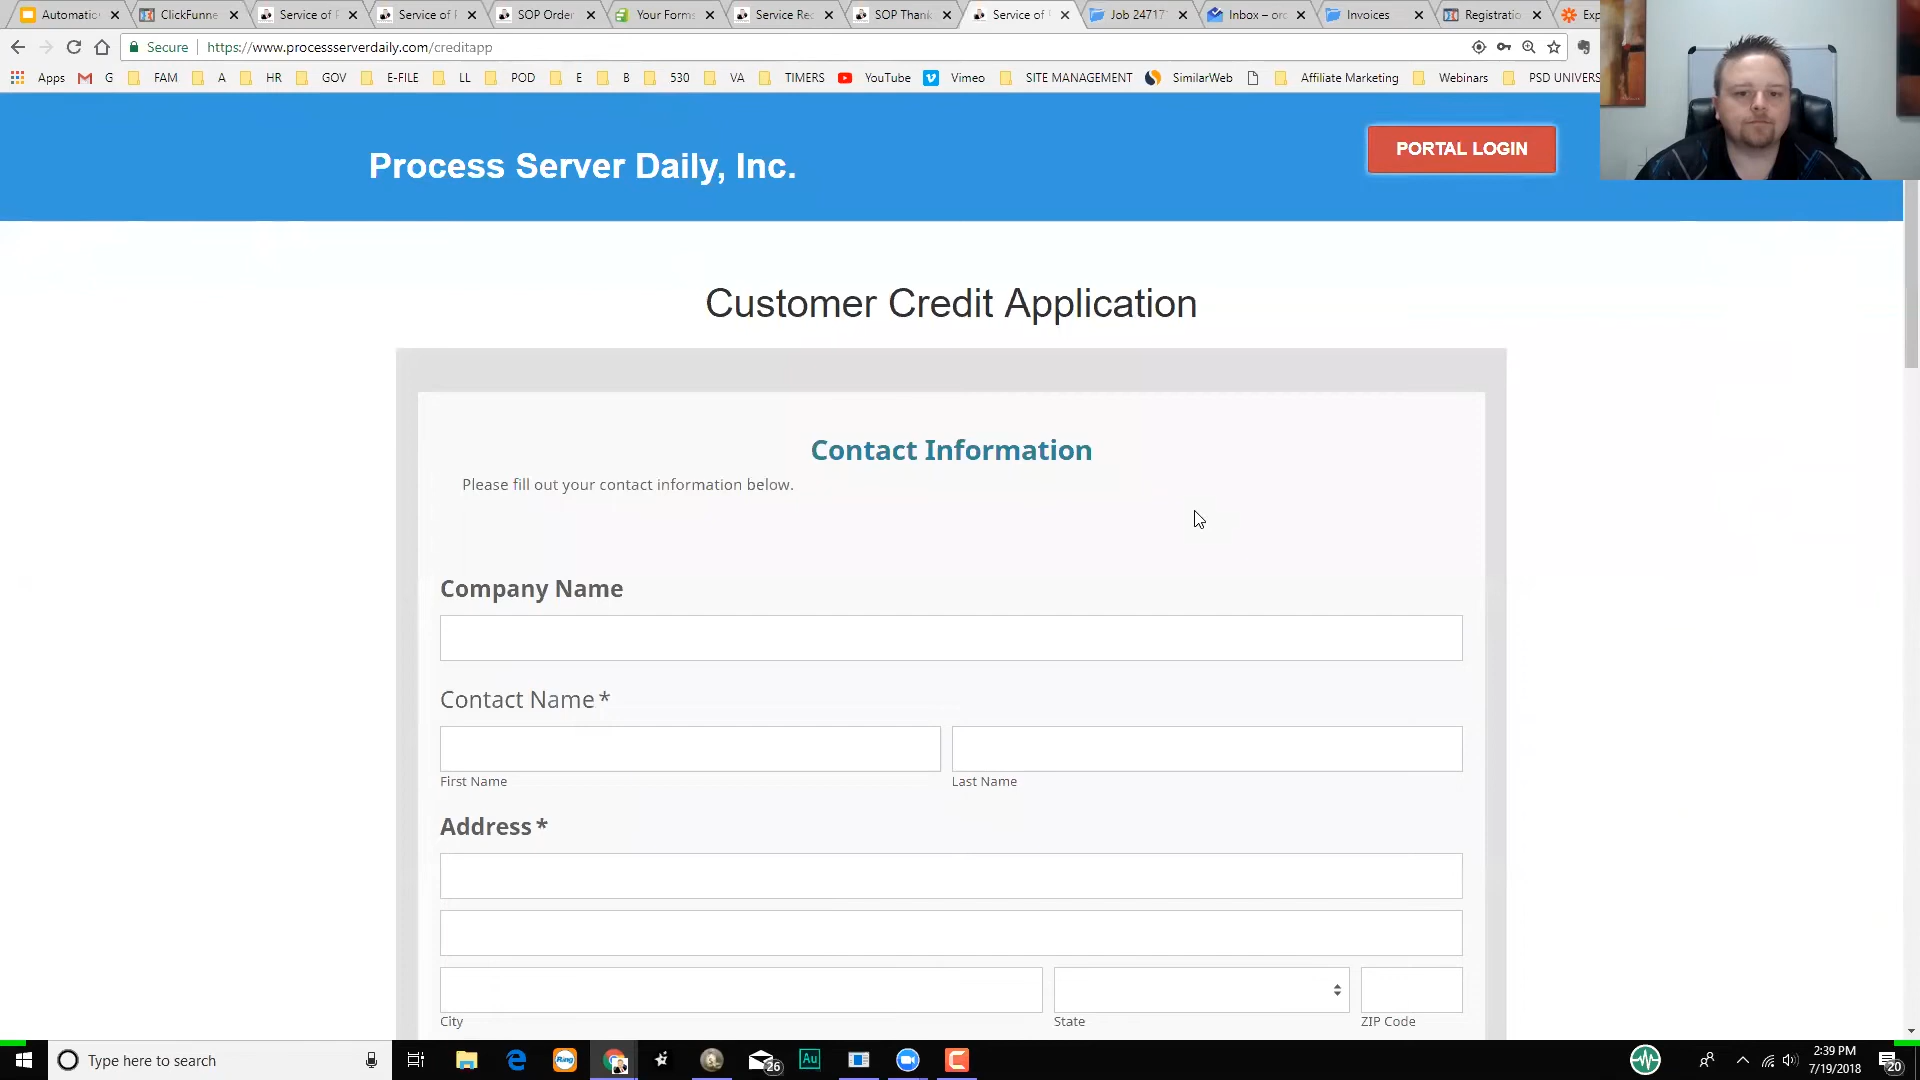 Automatio
ClickFunne
Service of F
Service of F
SOP Order
Your Forms
Service Rec
SOP Thank
Service of
Job 24717
Inbox – orc
Invoices
Registratio
Exp
Secure
https://www.processserverdaily.com/creditapp
Apps
G
FAM
A
HR
GOV
E-FILE
LL
POD
E
B
530
VA
TIMERS
YouTube
Vimeo
SITE MANAGEMENT
SimilarWeb
Affiliate Marketing
Webinars
PSD UNIVERS
Process Server Daily, Inc.
PORTAL LOGIN
Customer Credit Application
Contact Information
Please fill out your contact information below.
Company Name
Contact Name *
First Name
Last Name
Address *
City
State
ZIP Code
Type here to search
Ring
26
Au
2:39 PM
7/19/2018
20